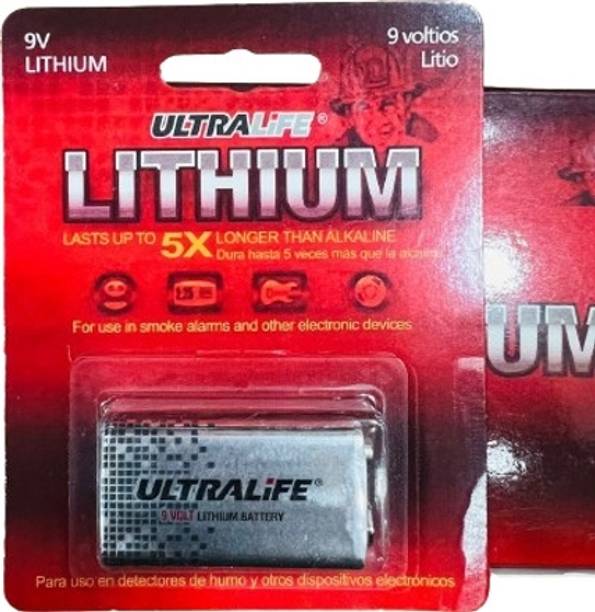 9V
LITHIUM
9 voltios
Litio
ULTRALiFE®
LITHIUM
LASTS UP TO 5X LONGER THAN ALKALINE
Dura hasta 5 veces más que la alcalina
For use in smoke alarms and other electronic devices
ULTRALiFE®
9 VOLT LITHIUM BATTERY
Para uso en detectores de humo y otros dispositivos electrónicos
UM